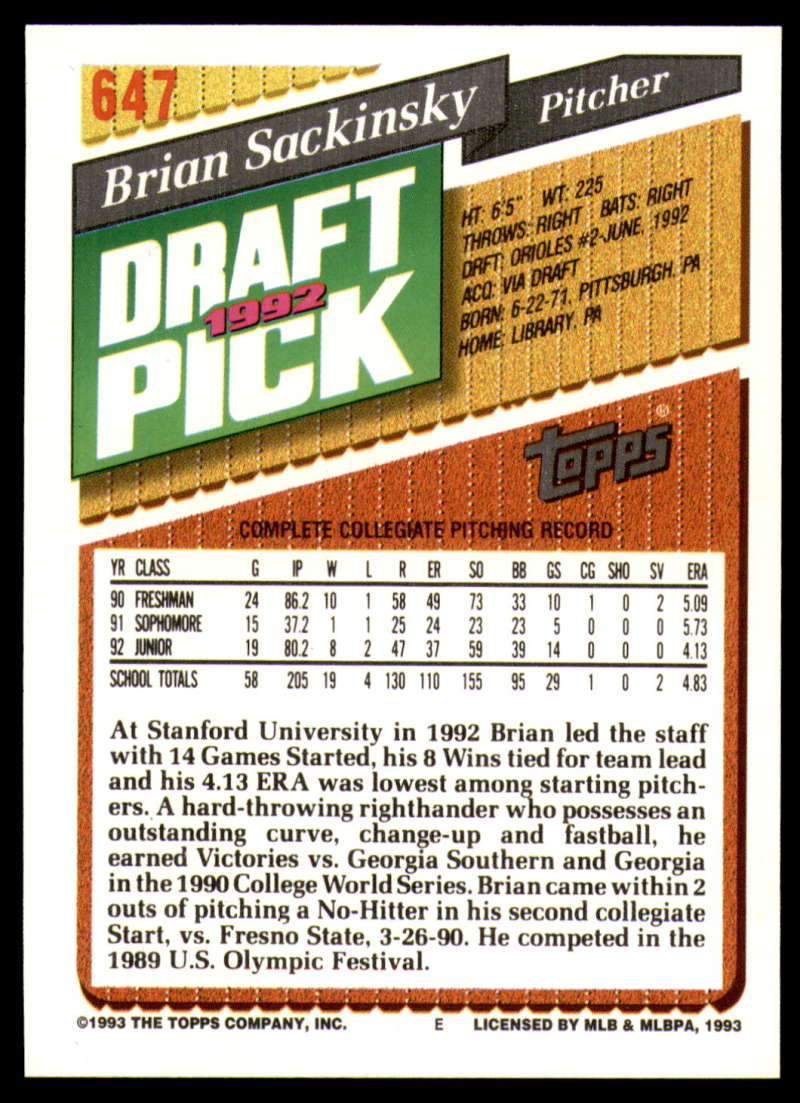 647
Brian Sackinsky
Pitcher
DRAFT
1992
PICK
HT: 6'5" WT: 225
THROWS: RIGHT BATS: RIGHT
DRFT: ORIOLES #2-JUNE, 1992
ACQ: VIA DRAFT
BORN: 6-22-71, PITTSBURGH, PA
HOME: LIBRARY, PA
topps®
COMPLETE COLLEGIATE PITCHING RECORD
YR CLASS G IP W L R ER SO BB GS CG SHO SV ERA
90 FRESHMAN 24 86.2 10 1 58 49 73 33 10 1 0 2 5.09
91 SOPHOMORE 15 37.2 1 1 25 24 23 23 5 0 0 0 5.73
92 JUNIOR 19 80.2 8 2 47 37 59 39 14 0 0 0 4.13
SCHOOL TOTALS 58 205 19 4 130 110 155 95 29 1 0 2 4.83
At Stanford University in 1992 Brian led the staff
with 14 Games Started, his 8 Wins tied for team lead
and his 4.13 ERA was lowest among starting pitch-
ers. A hard-throwing righthander who possesses an
outstanding curve, change-up and fastball, he
earned Victories vs. Georgia Southern and Georgia
in the 1990 College World Series. Brian came within 2
outs of pitching a No-Hitter in his second collegiate
Start, vs. Fresno State, 3-26-90. He competed in the
1989 U.S. Olympic Festival.
©1993 THE TOPPS COMPANY, INC. E LICENSED BY MLB & MLBPA, 1993